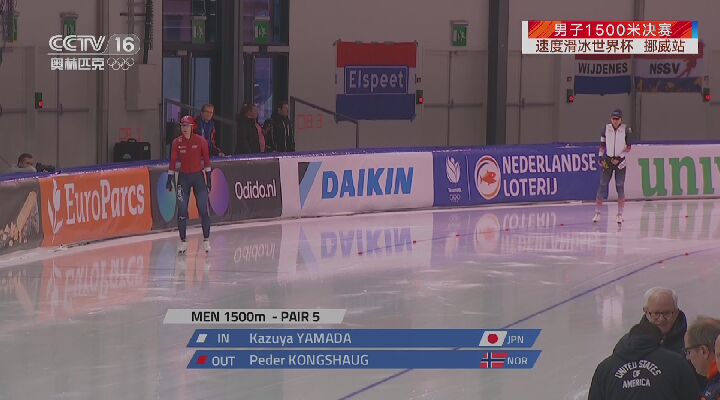 CCTV 16
奥林匹克
男子1500米决赛
速度滑冰世界杯 挪威站
Elspeet
WIJDENES
NSSV
EuroParcs
Odido.nl
DAIKIN
NEDERLANDSE
LOTERIJ
univ
MEN 1500m - PAIR 5
IN Kazuya YAMADA JPN
OUT Peder KONGSHAUG NOR
UNITED STATES
OF
AMERICA